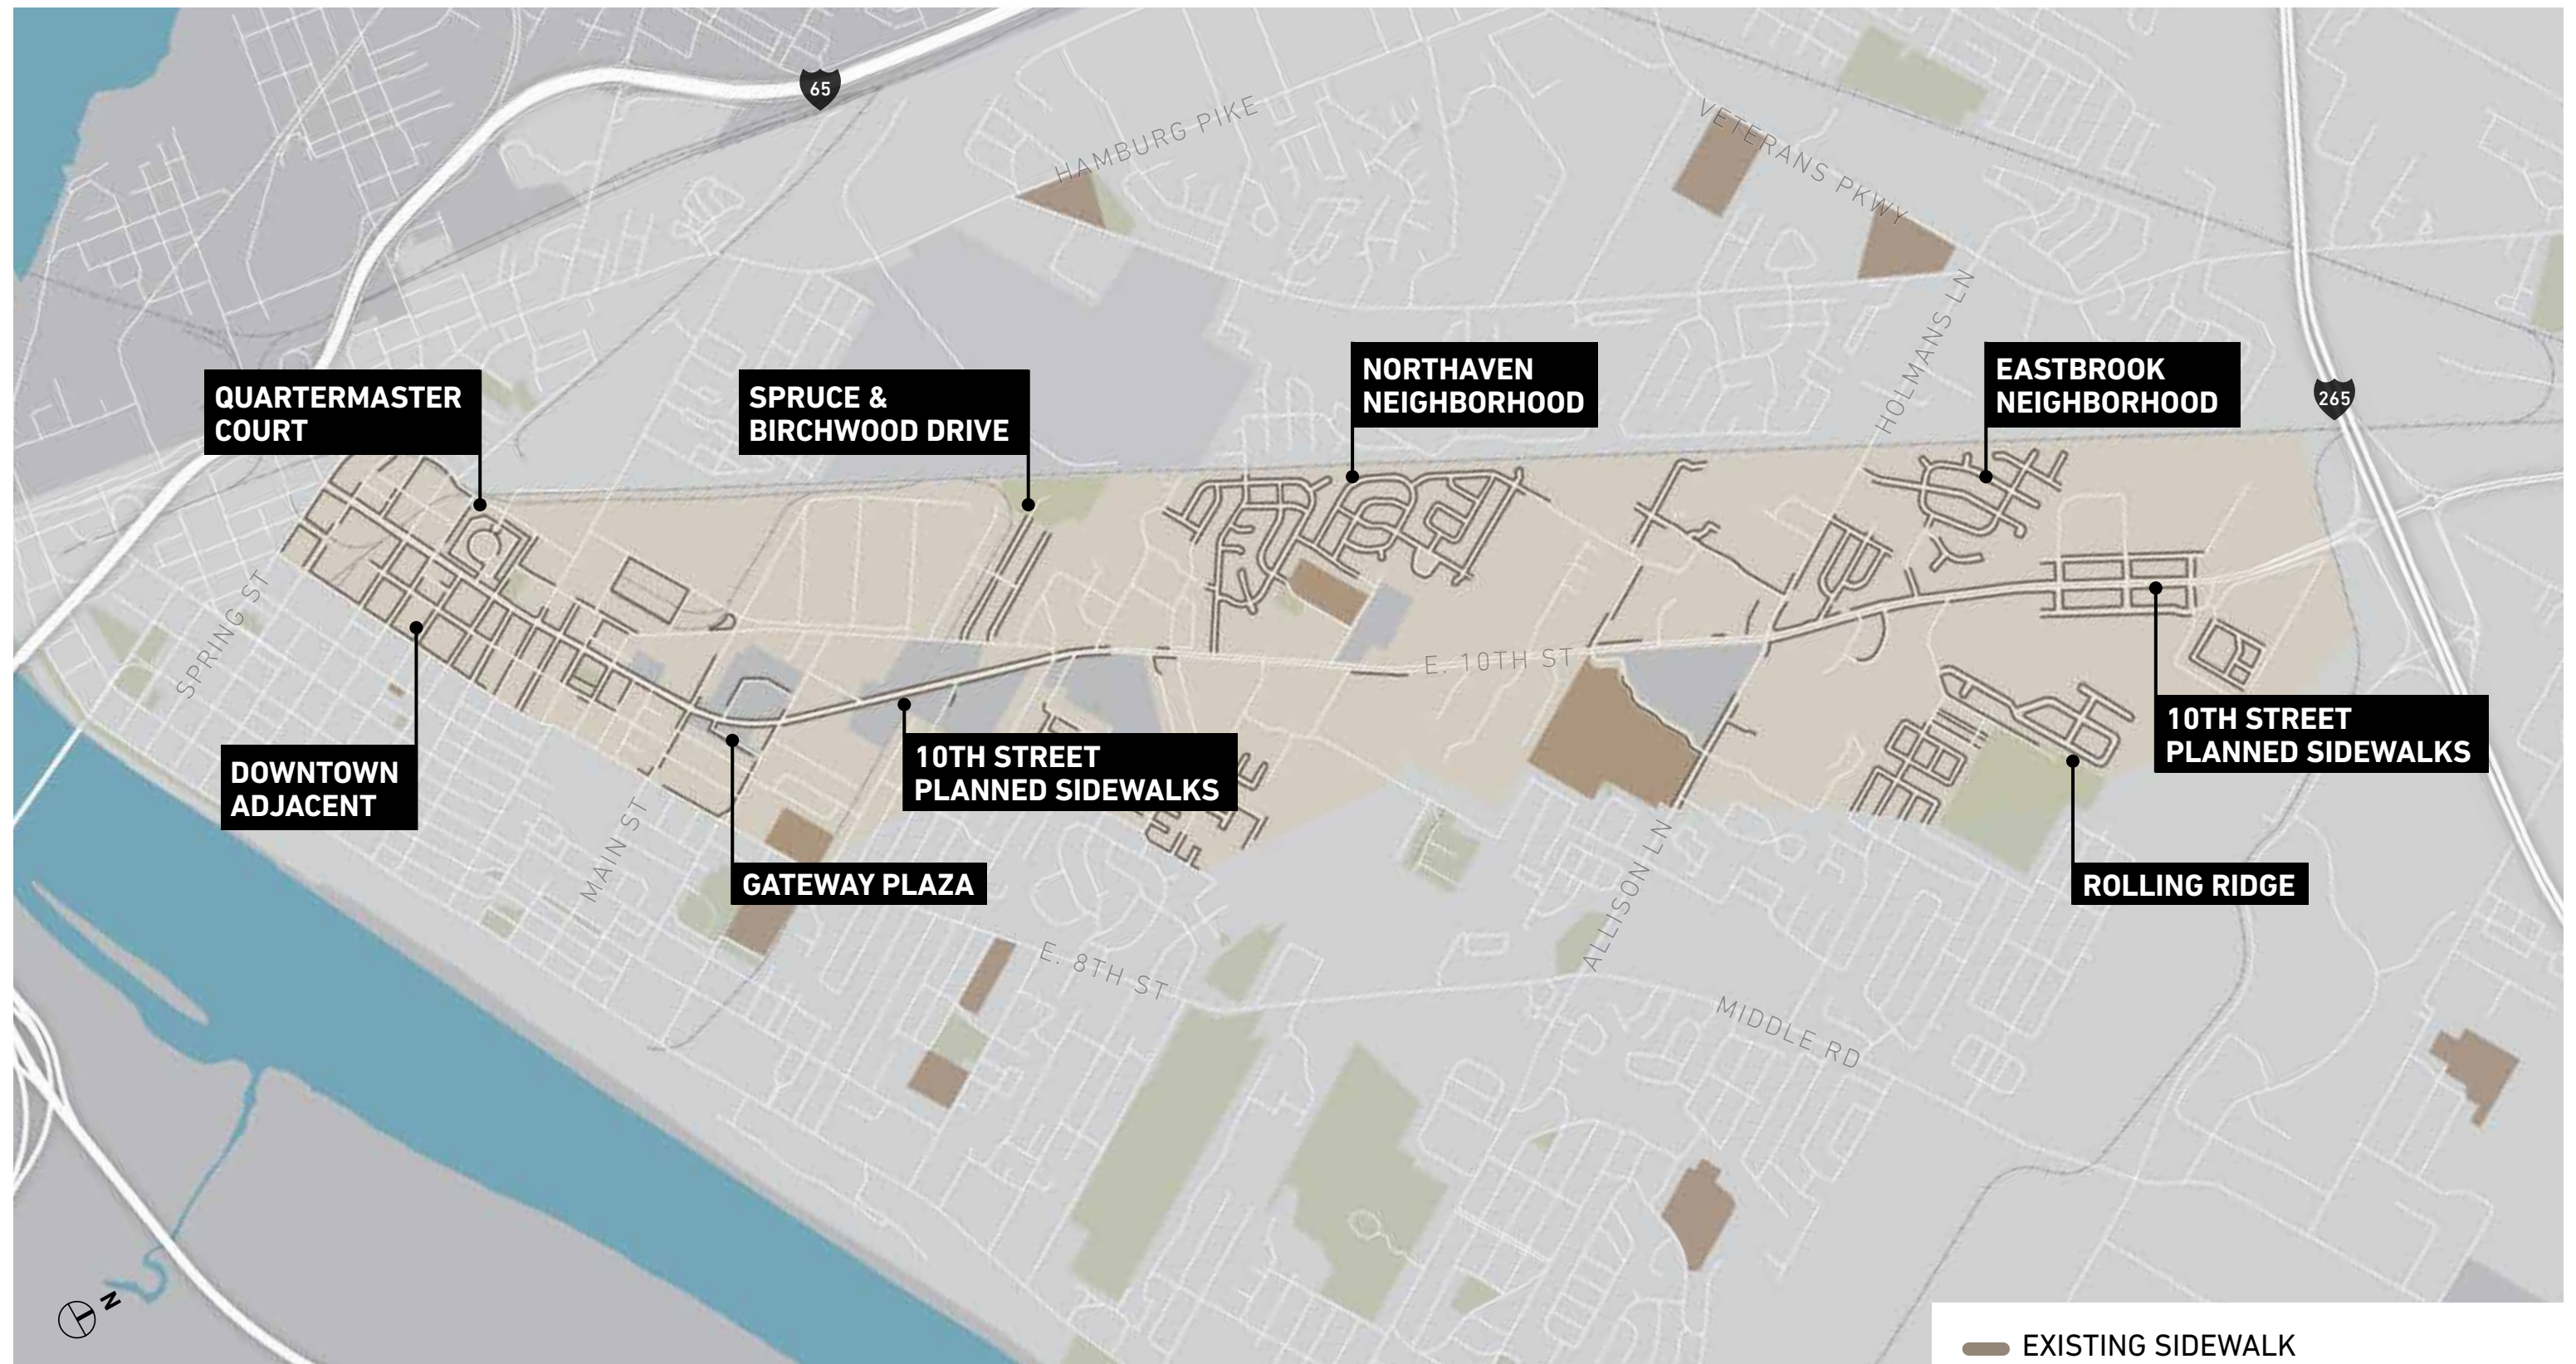 65
HAMBURG PIKE
VETERANS PKWY
HOLMANS LN
265
QUARTERMASTER
COURT
SPRUCE &
BIRCHWOOD DRIVE
NORTHAVEN
NEIGHBORHOOD
EASTBROOK
NEIGHBORHOOD
SPRING ST
E. 10TH ST
DOWNTOWN
ADJACENT
10TH STREET
PLANNED SIDEWALKS
10TH STREET
PLANNED SIDEWALKS
MAIN ST
GATEWAY PLAZA
ALLISON LN
ROLLING RIDGE
E. 8TH ST
MIDDLE RD
N
EXISTING SIDEWALK